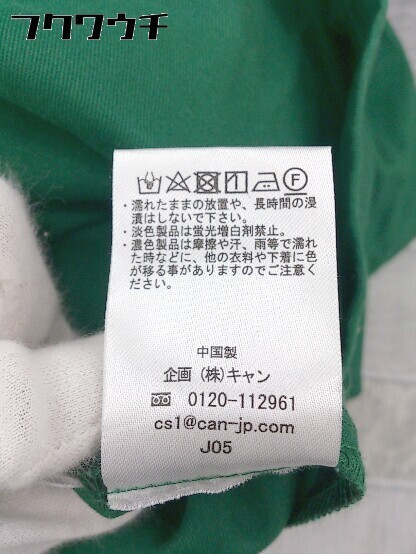 フクワウチ
・濡れたままの放置や、長時間の浸
漬はしないで下さい。
・淡色製品は蛍光増白剤禁止。
・濃色製品は摩擦や汗、雨等で濡れ
た時などに、他の衣料や下着に色
が移る事がありますのでご注意く
ださい。
中国製
企画 (株)キャン
0120-112961
cs1@can-jp.com
J05